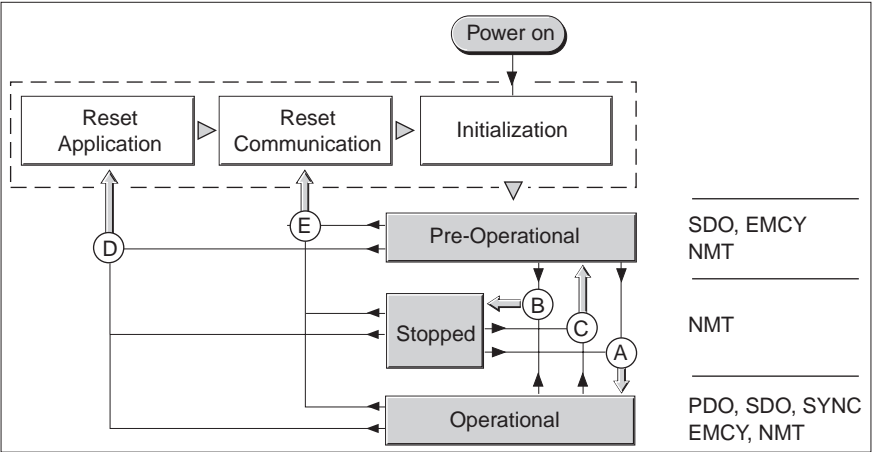 Power on
Reset
Application
Reset
Communication
Initialization
E
D
Pre-Operational
SDO, EMCY
NMT
B
Stopped
C
NMT
A
Operational
PDO, SDO, SYNC
EMCY, NMT